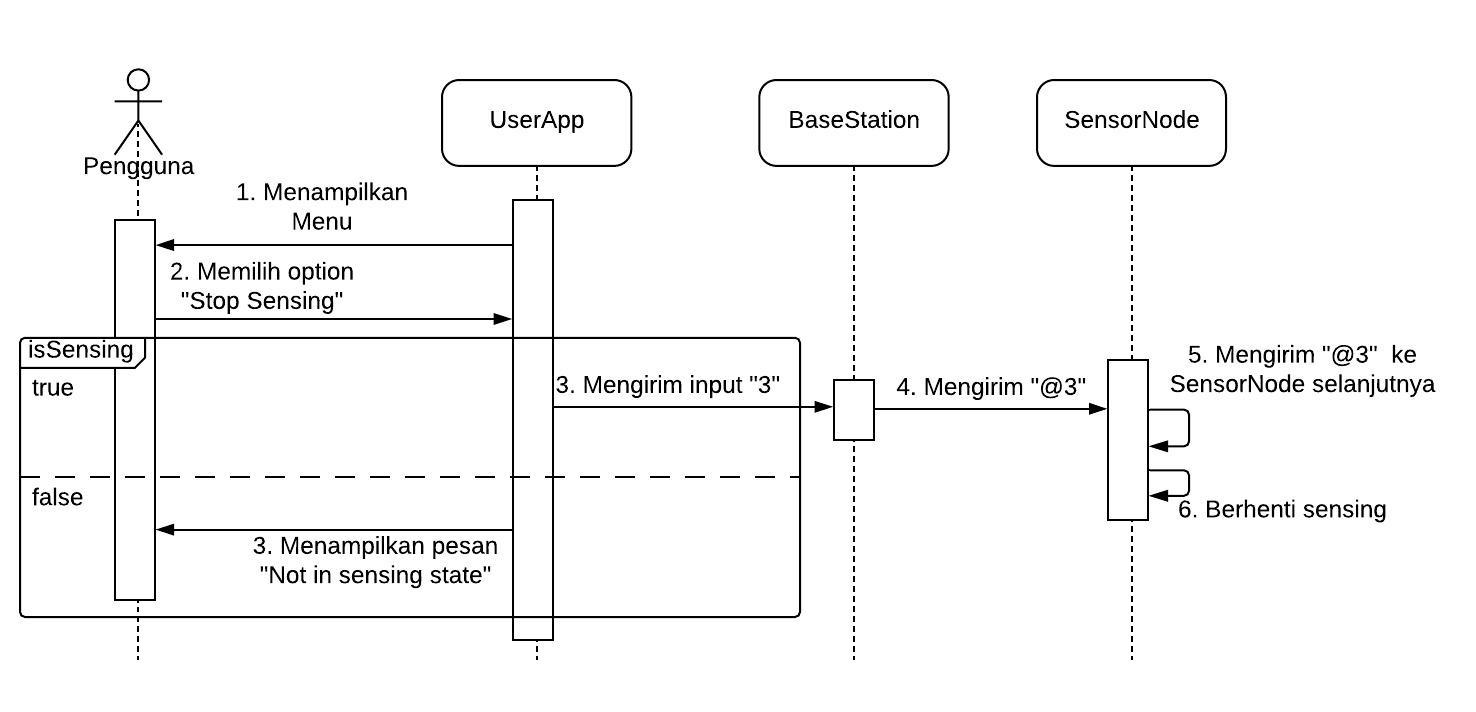 Pengguna
UserApp
BaseStation
SensorNode
1. Menampilkan
Menu
2. Memilih option
"Stop Sensing"
isSensing
true
3. Mengirim input "3"
4. Mengirim "@3"
5. Mengirim "@3" ke
SensorNode selanjutnya
6. Berhenti sensing
false
3. Menampilkan pesan
"Not in sensing state"